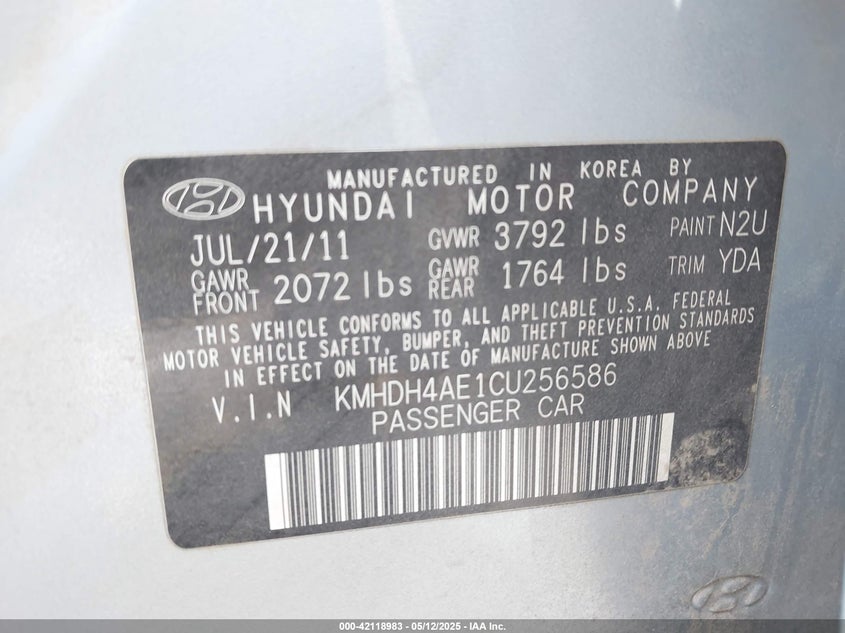 MANUFACTURED IN KOREA BY
HYUNDAI MOTOR COMPANY
JUL/21/11 GVWR 3792 lbs PAINT N2U
GAWR FRONT 2072 lbs GAWR REAR 1764 lbs TRIM YDA
THIS VEHICLE CONFORMS TO ALL APPLICABLE U.S.A. FEDERAL
MOTOR VEHICLE SAFETY, BUMPER, AND THEFT PREVENTION STANDARDS
IN EFFECT ON THE DATE OF MANUFACTURE SHOWN ABOVE
V.I.N KMHDH4AE1CU256586
PASSENGER CAR
000-42118983 - 05/12/2025 - IAA Inc.